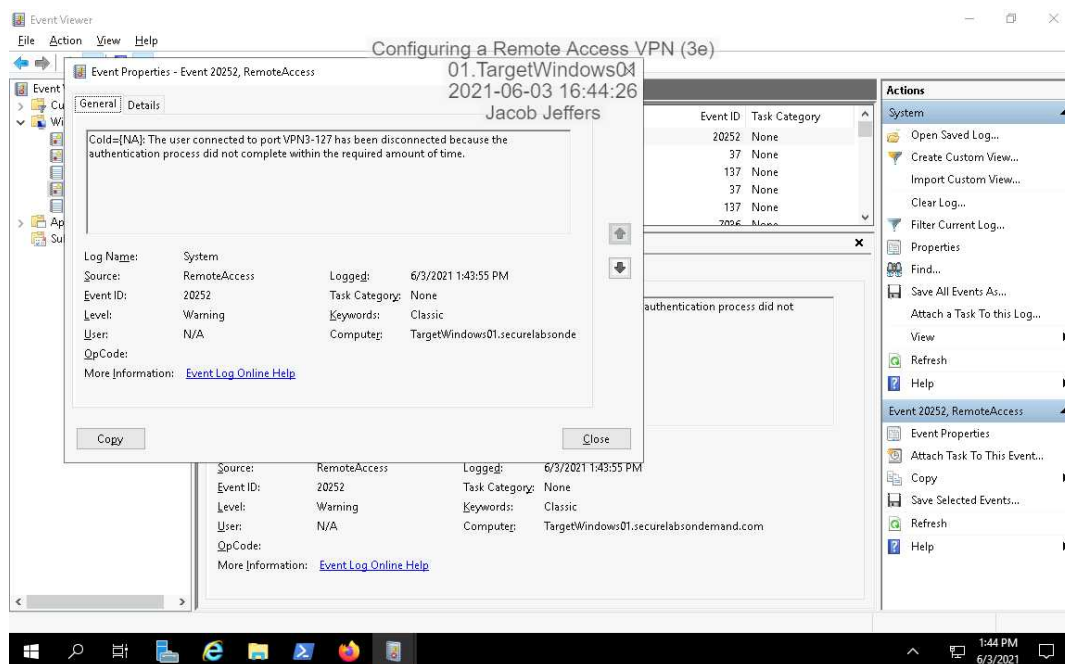 Event Viewer
File Action View Help
Configuring a Remote Access VPN (3e)
01.TargetWindows01
2021-06-03 16:44:26
Jacob Jeffers
Event Properties - Event 20252, RemoteAccess
General Details
CoId={NA}: The user connected to port VPN3-127 has been disconnected because the
authentication process did not complete within the required amount of time.
Log Name: System
Source: RemoteAccess Logged: 6/3/2021 1:43:55 PM
Event ID: 20252 Task Category: None
Level: Warning Keywords: Classic
User: N/A Computer: TargetWindows01.securelabsonde
OpCode:
More Information: Event Log Online Help
Copy Close
Event
Cu
Wi
Ap
Su
Event ID Task Category
20252 None
37 None
137 None
37 None
137 None
7036 None
authentication process did not
Source: RemoteAccess Logged: 6/3/2021 1:43:55 PM
Event ID: 20252 Task Category: None
Level: Warning Keywords: Classic
User: N/A Computer: TargetWindows01.securelabsondemand.com
OpCode:
More Information: Event Log Online Help
Actions
System
Open Saved Log...
Create Custom View...
Import Custom View...
Clear Log...
Filter Current Log...
Properties
Find...
Save All Events As...
Attach a Task To this Log...
View
Refresh
Help
Event 20252, RemoteAccess
Event Properties
Attach Task To This Event...
Copy
Save Selected Events...
Refresh
Help
1:44 PM
6/3/2021